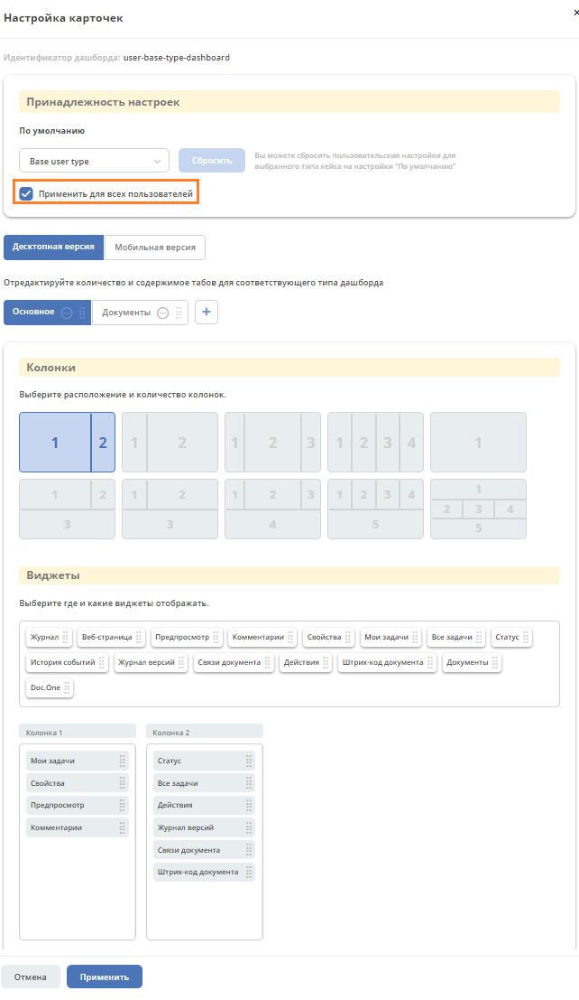 Настройка карточек
Идентификатор дашборда: user-base-type-dashboard
Принадлежность настроек
По умолчанию
Base user type
Сбросить
Вы можете сбросить пользовательские настройки для
выбранного типа кейса на настройки "По умолчанию"
Применить для всех пользователей
Десктопная версия
Мобильная версия
Отредактируйте количество и содержимое табов для соответствующего типа дашборда
Основное
Документы
+
Колонки
Выберите расположение и количество колонок.
1 2
1 2
1 2 3
1 2 3 4
1
1 2
3
1 2
3
1 2 3
4
1 2 3 4
5
1
2 3 4
5
Виджеты
Выберите где и какие виджеты отображать.
Журнал Веб-страница Предпросмотр Комментарии Свойства Мои задачи Все задачи Статус
История событий Журнал версий Связи документа Действия Штрих-код документа Документы
Doc.One
Колонка 1
Мои задачи
Свойства
Предпросмотр
Комментарии
Колонка 2
Статус
Все задачи
Действия
Журнал версий
Связи документа
Штрих-код документа
Отмена
Применить